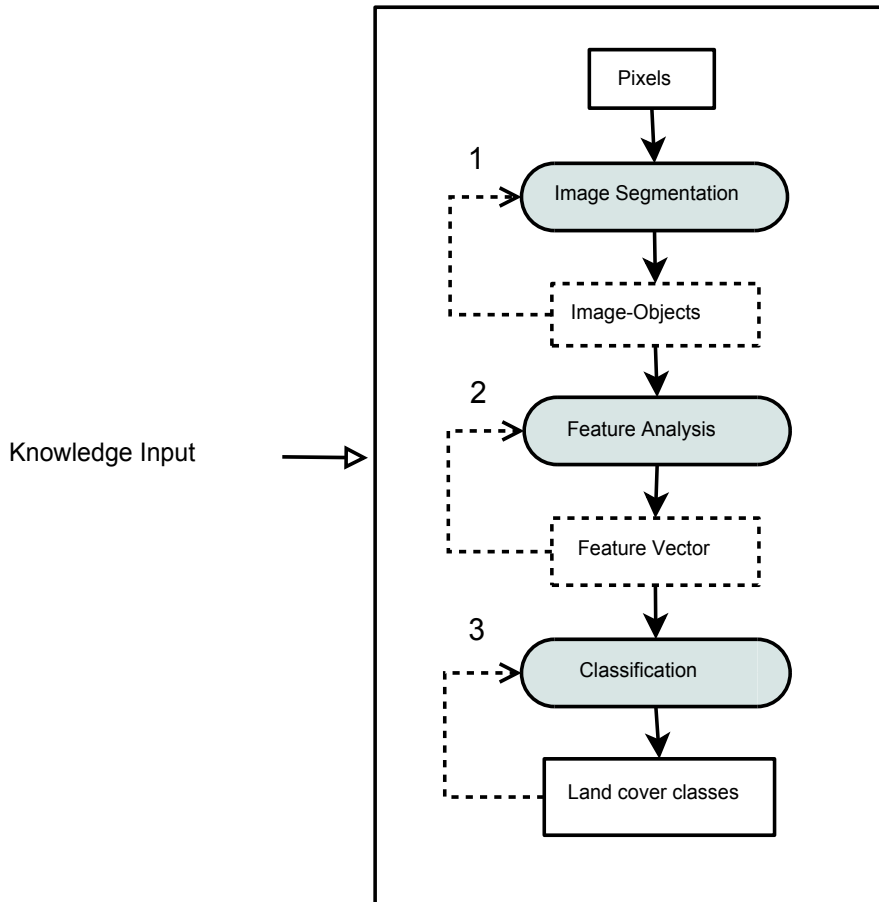 Pixels
1
Image Segmentation
Image-Objects
2
Feature Analysis
Knowledge Input
Feature Vector
3
Classification
Land cover classes